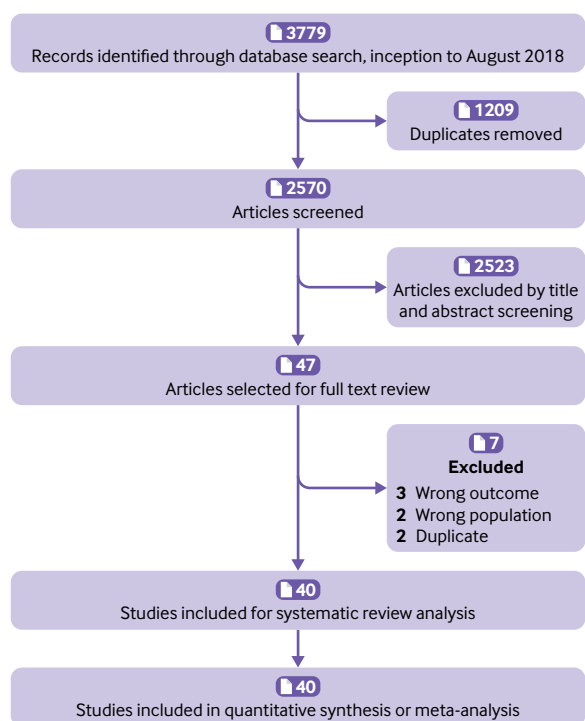 3779
Records identified through database search, inception to August 2018
1209
Duplicates removed
2570
Articles screened
2523
Articles excluded by title
and abstract screening
47
Articles selected for full text review
7
Excluded
3 Wrong outcome
2 Wrong population
2 Duplicate
40
Studies included for systematic review analysis
40
Studies included in quantitative synthesis or meta-analysis